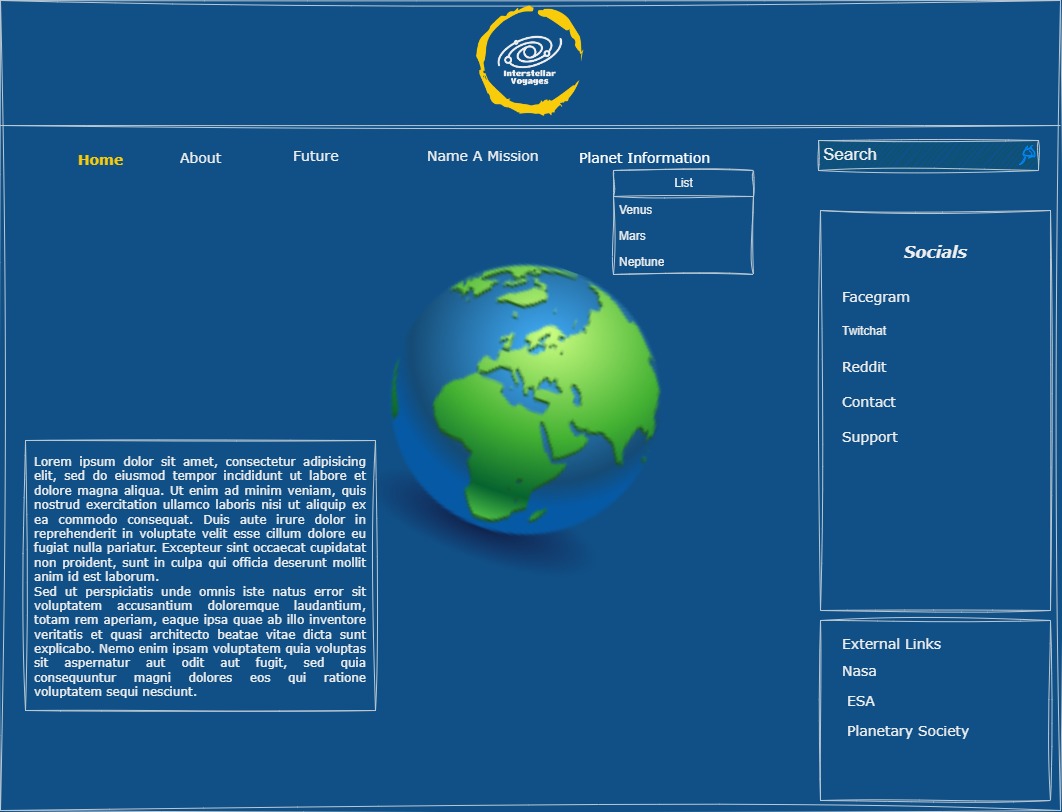 Interstellar
Voyages
Home
About
Future
Name A Mission
Planet Information
Search
List
Venus
Mars
Neptune
Socials
Facegram
Twitchat
Reddit
Contact
Support
Lorem ipsum dolor sit amet, consectetur adipisicing
elit, sed do eiusmod tempor incididunt ut labore et
dolore magna aliqua. Ut enim ad minim veniam, quis
nostrud exercitation ullamco laboris nisi ut aliquip ex
ea commodo consequat. Duis aute irure dolor in
reprehenderit in voluptate velit esse cillum dolore eu
fugiat nulla pariatur. Excepteur sint occaecat cupidatat
non proident, sunt in culpa qui officia deserunt mollit
anim id est laborum.
Sed ut perspiciatis unde omnis iste natus error sit
voluptatem accusantium doloremque laudantium,
totam rem aperiam, eaque ipsa quae ab illo inventore
veritatis et quasi architecto beatae vitae dicta sunt
explicabo. Nemo enim ipsam voluptatem quia voluptas
sit aspernatur aut odit aut fugit, sed quia
consequuntur magni dolores eos qui ratione
voluptatem sequi nesciunt.
External Links
Nasa
ESA
Planetary Society